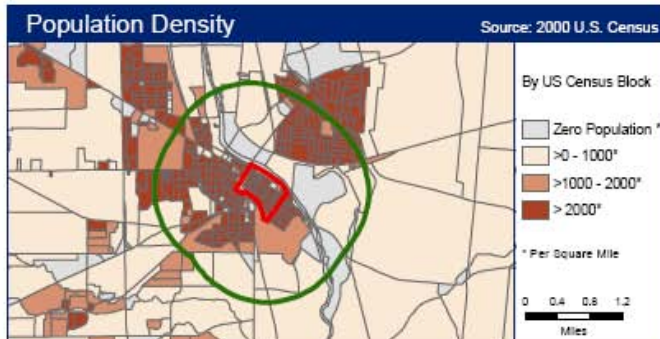 Population Density
Source: 2000 U.S. Census
By US Census Block
Zero Population *
>0 - 1000*
>1000 - 2000*
> 2000*
* Per Square Mile
0 0.4 0.8 1.2
Miles